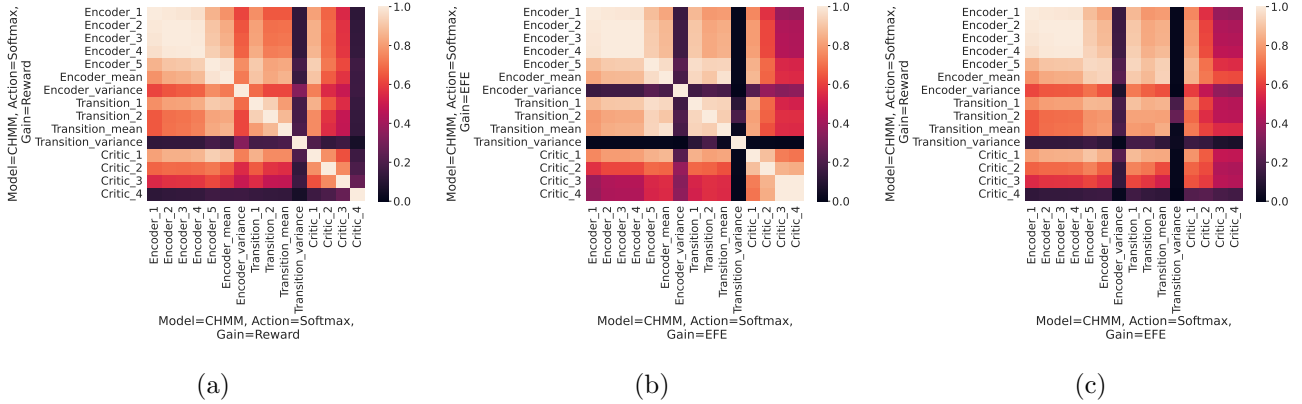 Model=CHMM, Action=Softmax,
Gain=Reward
Encoder_1
Encoder_2
Encoder_3
Encoder_4
Encoder_5
Encoder_mean
Encoder_variance
Transition_1
Transition_2
Transition_mean
Transition_variance
Critic_1
Critic_2
Critic_3
Critic_4
Encoder_1
Encoder_2
Encoder_3
Encoder_4
Encoder_5
Encoder_mean
Encoder_variance
Transition_1
Transition_2
Transition_mean
Transition_variance
Critic_1
Critic_2
Critic_3
Critic_4
Model=CHMM, Action=Softmax,
Gain=Reward
1.0
0.8
0.6
0.4
0.2
0.0
(a)
Model=CHMM, Action=Softmax,
Gain=EFE
Encoder_1
Encoder_2
Encoder_3
Encoder_4
Encoder_5
Encoder_mean
Encoder_variance
Transition_1
Transition_2
Transition_mean
Transition_variance
Critic_1
Critic_2
Critic_3
Critic_4
Encoder_1
Encoder_2
Encoder_3
Encoder_4
Encoder_5
Encoder_mean
Encoder_variance
Transition_1
Transition_2
Transition_mean
Transition_variance
Critic_1
Critic_2
Critic_3
Critic_4
Model=CHMM, Action=Softmax,
Gain=EFE
1.0
0.8
0.6
0.4
0.2
0.0
(b)
Model=CHMM, Action=Softmax,
Gain=Reward
Encoder_1
Encoder_2
Encoder_3
Encoder_4
Encoder_5
Encoder_mean
Encoder_variance
Transition_1
Transition_2
Transition_mean
Transition_variance
Critic_1
Critic_2
Critic_3
Critic_4
Encoder_1
Encoder_2
Encoder_3
Encoder_4
Encoder_5
Encoder_mean
Encoder_variance
Transition_1
Transition_2
Transition_mean
Transition_variance
Critic_1
Critic_2
Critic_3
Critic_4
Model=CHMM, Action=Softmax,
Gain=EFE
1.0
0.8
0.6
0.4
0.2
0.0
(c)